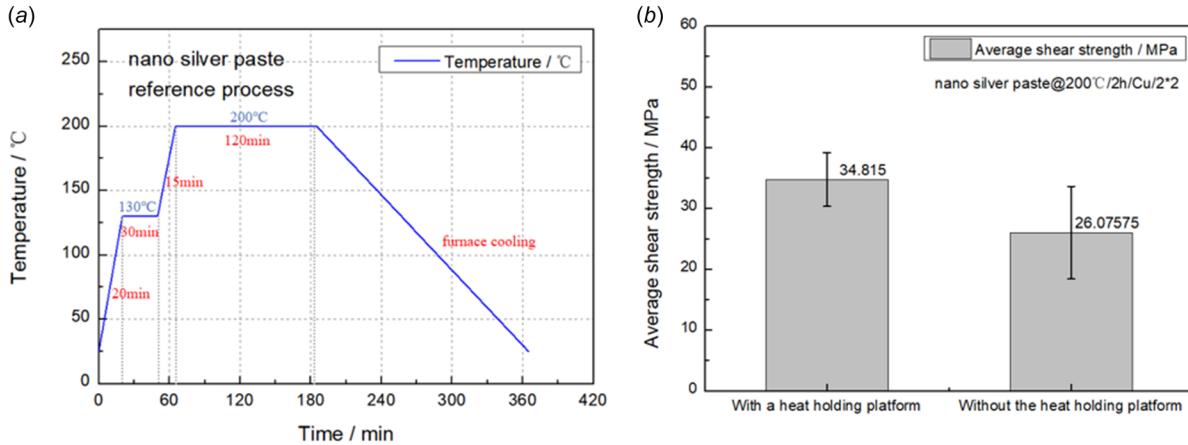 (a)
250
200
150
100
50
0
Temperature / ℃
nano silver paste
reference process
Temperature / ℃
200℃
120min
15min
130℃
30min
20min
furnace cooling
0 60 120 180 240 300 360 420
Time / min
(b)
60
50
40
30
20
10
0
Average shear strength / MPa
Average shear strength / MPa
nano silver paste@200℃/2h/Cu/2*2
34.815
26.07575
With a heat holding platform
Without the heat holding platform